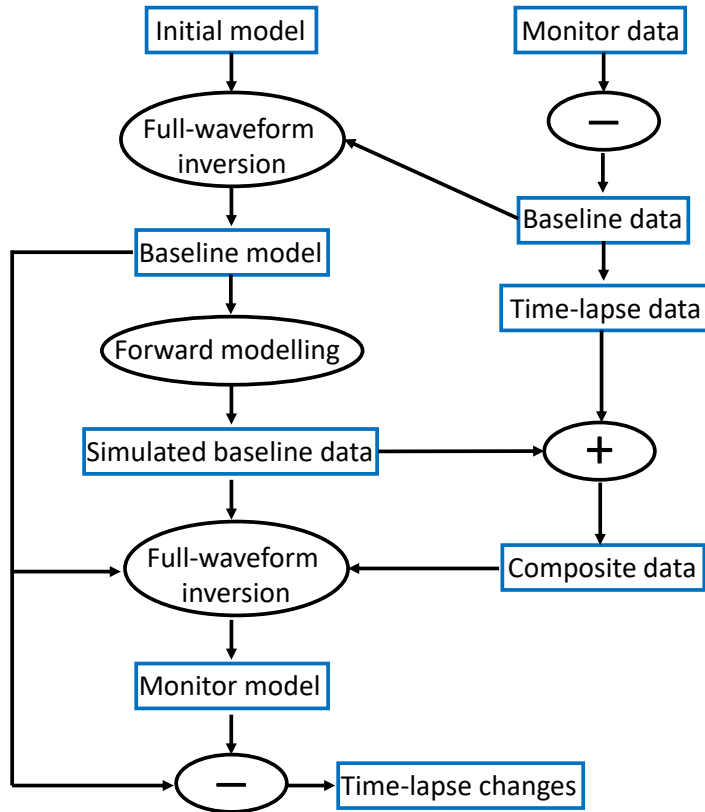 Initial model
Monitor data
Full-waveform
inversion
−
Baseline data
Baseline model
Time-lapse data
Forward modelling
Simulated baseline data
+
Full-waveform
inversion
Composite data
Monitor model
−
Time-lapse changes